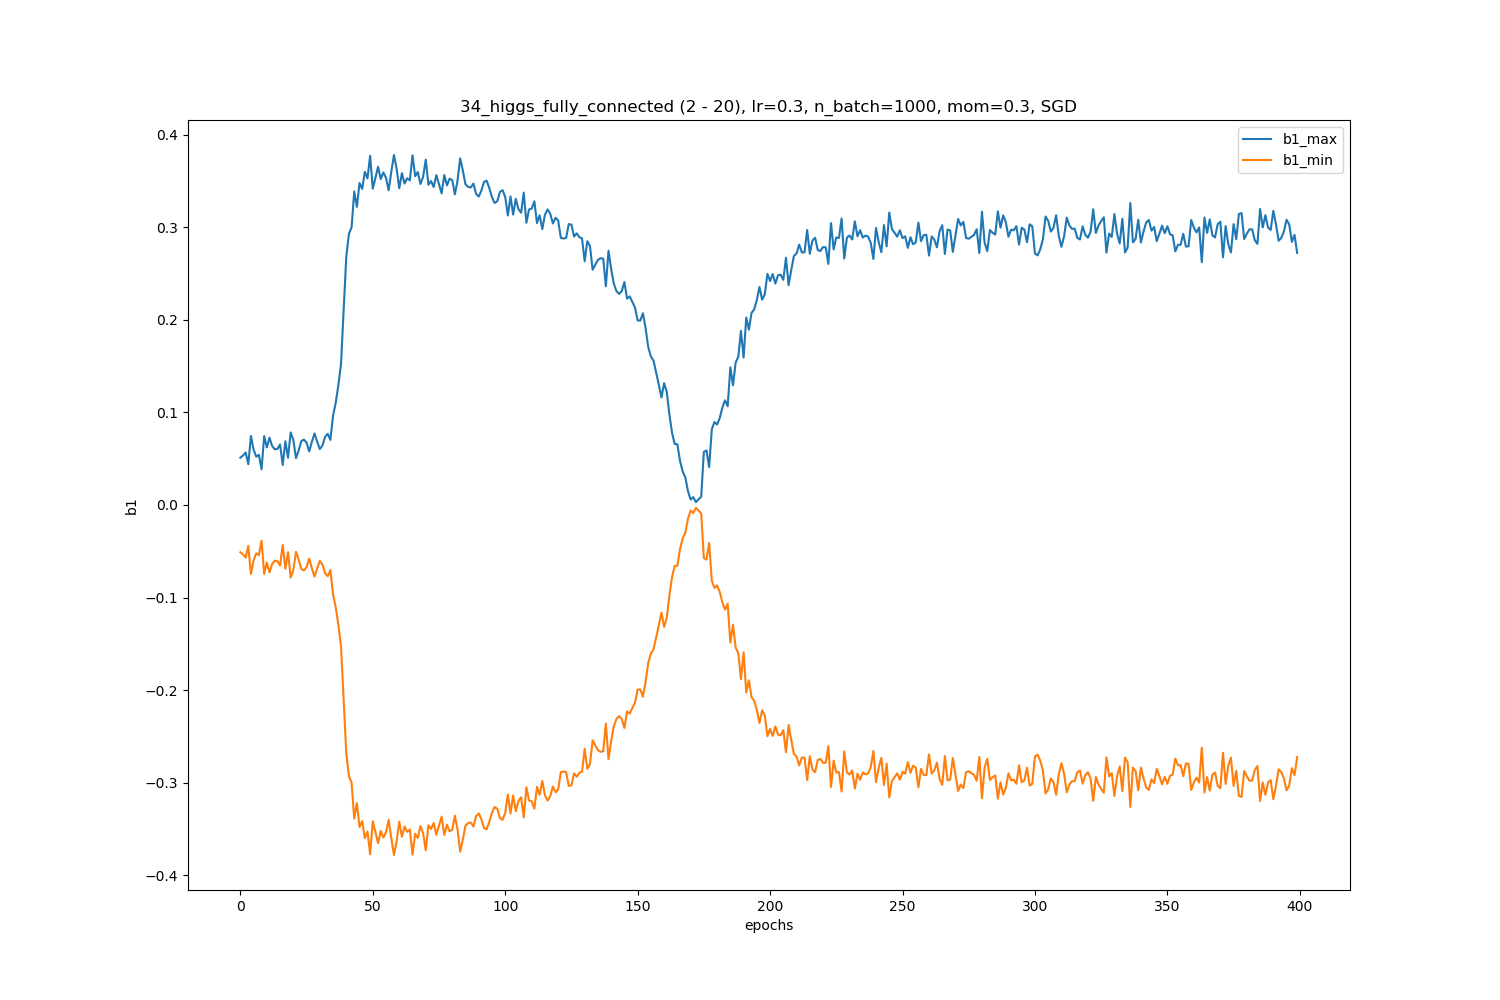 34_higgs_fully_connected (2 - 20), lr=0.3, n_batch=1000, mom=0.3, SGD
b1_max
b1_min
0.4
0.3
0.2
0.1
0.0
−0.1
−0.2
−0.3
−0.4
b1
0 50 100 150 200 250 300 350 400
epochs